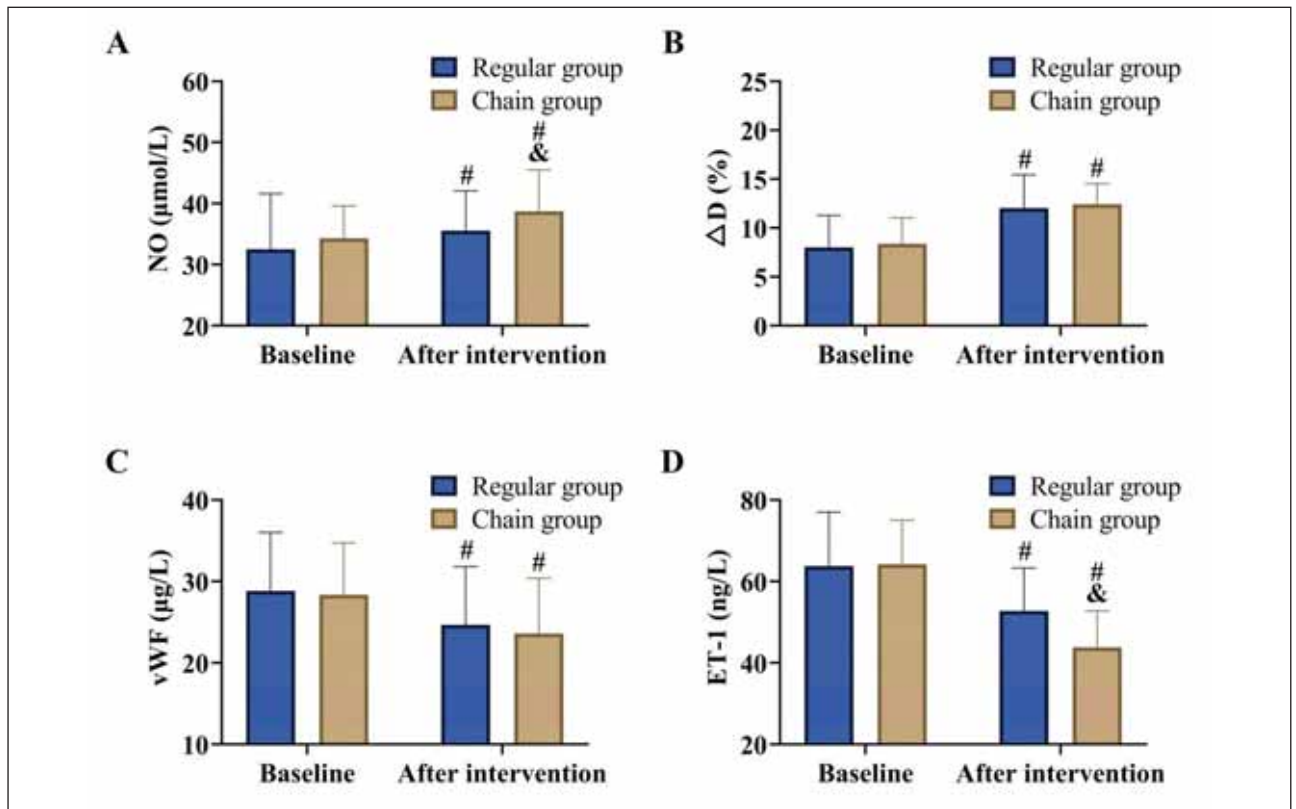 A
Regular group
Chain group
NO (μmol/L)
60
50
40
30
20
#
#
&
Baseline
After intervention
B
Regular group
Chain group
△D (%)
25
20
15
10
5
0
#
#
Baseline
After intervention
C
Regular group
Chain group
vWF (μg/L)
40
30
20
10
#
#
Baseline
After intervention
D
Regular group
Chain group
ET-1 (ng/L)
80
60
40
20
#
#
&
Baseline
After intervention